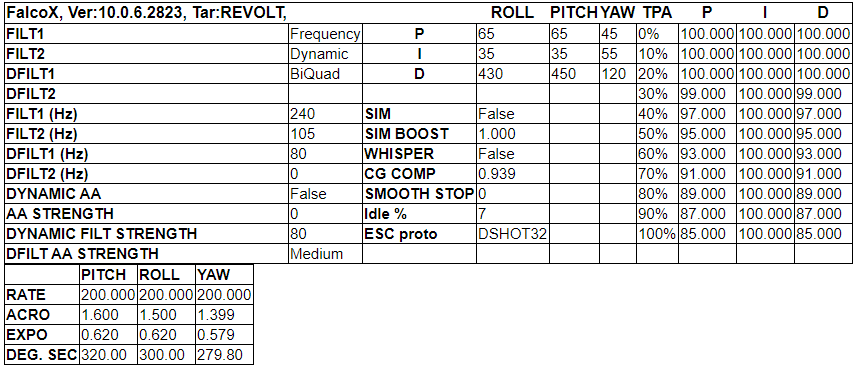 FalcoX, Ver:10.0.6.2823, Tar:REVOLT, ROLL PITCH YAW TPA P I D
FILT1 Frequency P 65 65 45 0% 100.000 100.000 100.000
FILT2 Dynamic I 35 35 55 10% 100.000 100.000 100.000
DFILT1 BiQuad D 430 450 120 20% 100.000 100.000 100.000
DFILT2 30% 99.000 100.000 99.000
FILT1 (Hz) 240 SIM False 40% 97.000 100.000 97.000
FILT2 (Hz) 105 SIM BOOST 1.000 50% 95.000 100.000 95.000
DFILT1 (Hz) 80 WHISPER False 60% 93.000 100.000 93.000
DFILT2 (Hz) 0 CG COMP 0.939 70% 91.000 100.000 91.000
DYNAMIC AA False SMOOTH STOP 0 80% 89.000 100.000 89.000
AA STRENGTH 0 Idle % 7 90% 87.000 100.000 87.000
DYNAMIC FILT STRENGTH 80 ESC proto DSHOT32 100% 85.000 100.000 85.000
DFILT AA STRENGTH Medium
PITCH ROLL YAW
RATE 200.000 200.000 200.000
ACRO 1.600 1.500 1.399
EXPO 0.620 0.620 0.579
DEG. SEC 320.00 300.00 279.80